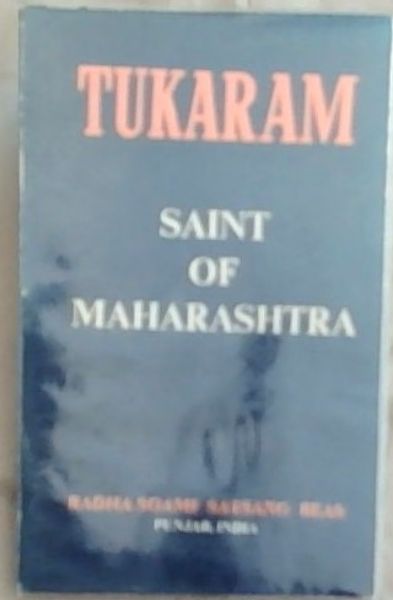 TUKARAM
SAINT
OF
MAHARASHTRA
RADHA SOAMI SATSANG BEAS
PUNJAB, INDIA